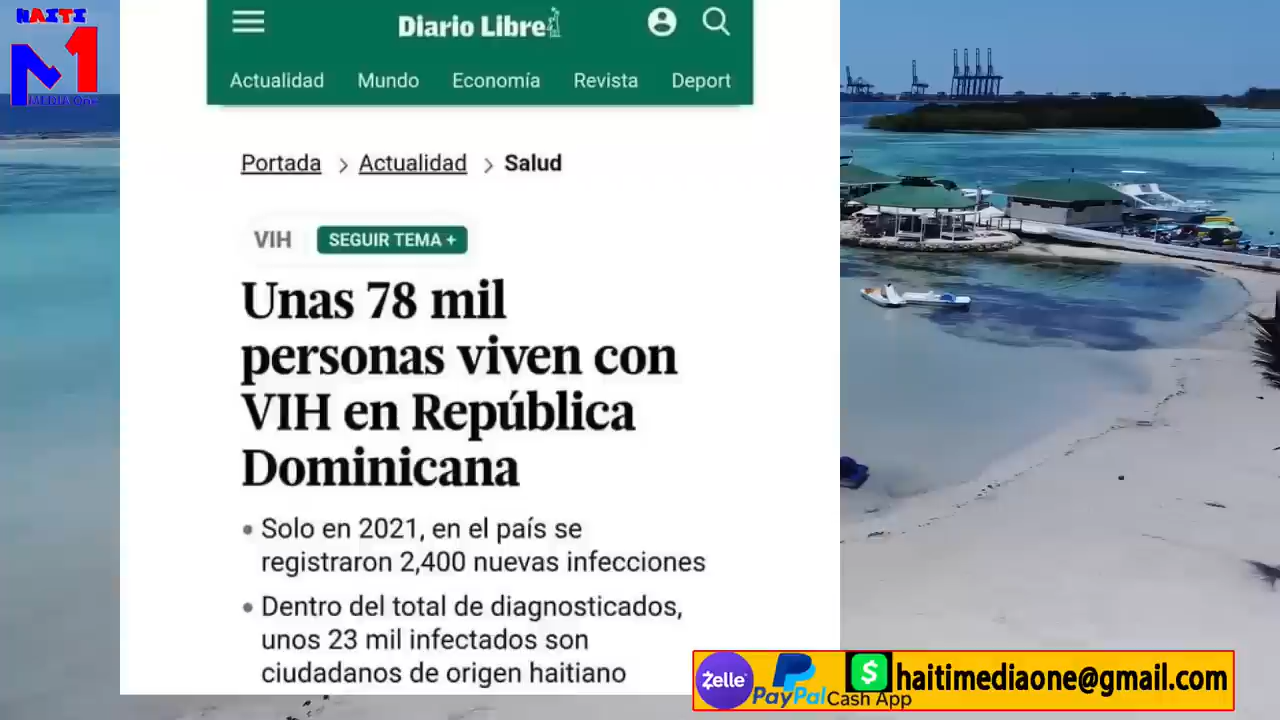 HAITI
M1
MEDIA One
Diario Libre
Actualidad Mundo Economía Revista Deport
Portada > Actualidad > Salud
VIH SEGUIR TEMA +
Unas 78 mil
personas viven con
VIH en República
Dominicana
• Solo en 2021, en el país se
registraron 2,400 nuevas infecciones
• Dentro del total de diagnosticados,
unos 23 mil infectados son
ciudadanos de origen haitiano
Zelle PayPal $ Cash App haitimediaone@gmail.com